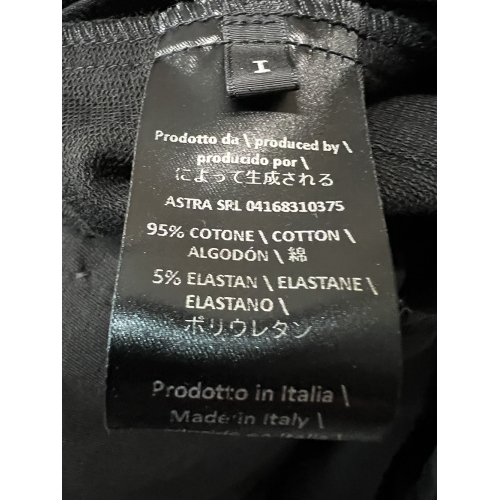 I
Prodotto da \ produced by \
producido por \
によって生成される
ASTRA SRL 04168310375
95% COTONE \ COTTON \
ALGODÓN \ 綿
5% ELASTAN \ ELASTANE \
ELASTANO \
ポリウレタン
Prodotto in Italia \
Made in Italy \